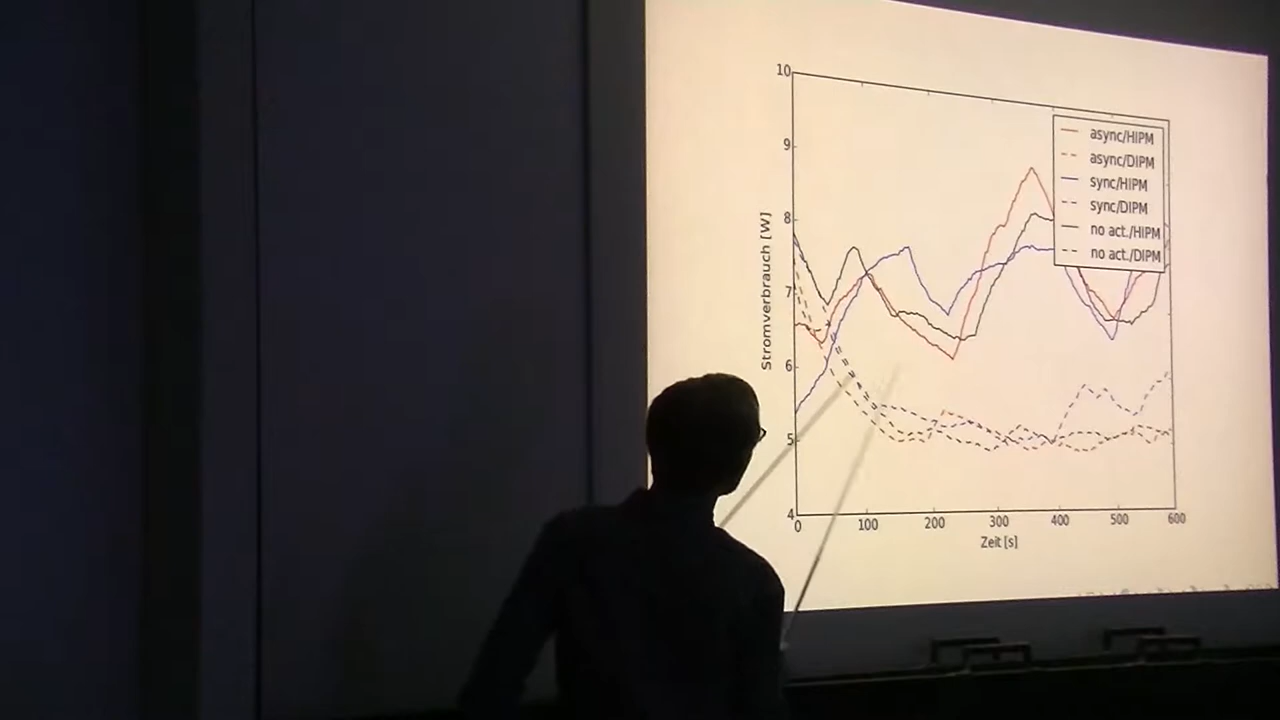 10
9
8
7
6
5
4
Stromverbrauch [W]
async/HIPM
async/DIPM
sync/HIPM
sync/DIPM
no act./HIPM
no act./DIPM
0 100 200 300 400 500 600
Zeit [s]